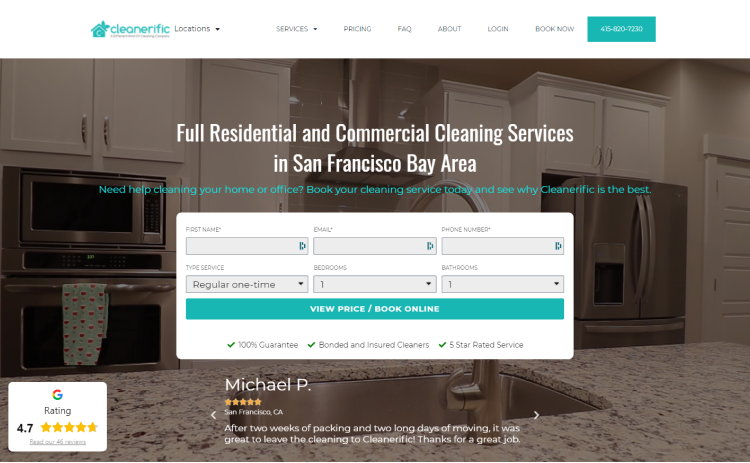 cleanerific
Locations
SERVICES
PRICING
FAQ
ABOUT
LOGIN
BOOK NOW
415-820-7230
Full Residential and Commercial Cleaning Services
in San Francisco Bay Area
Need help cleaning your home or office? Book your cleaning service today and see why Cleanerific is the best.
FIRST NAME*
EMAIL*
PHONE NUMBER*
TYPE SERVICE
BEDROOMS
BATHROOMS
Regular one-time
1
1
VIEW PRICE / BOOK ONLINE
100% Guarantee
Bonded and Insured Cleaners
5 Star Rated Service
Michael P.
San Francisco, CA
After two weeks of packing and two long days of moving, it was
great to leave the cleaning to Cleanerific! Thanks for a great job.
Rating
4.7
Read our 46 reviews